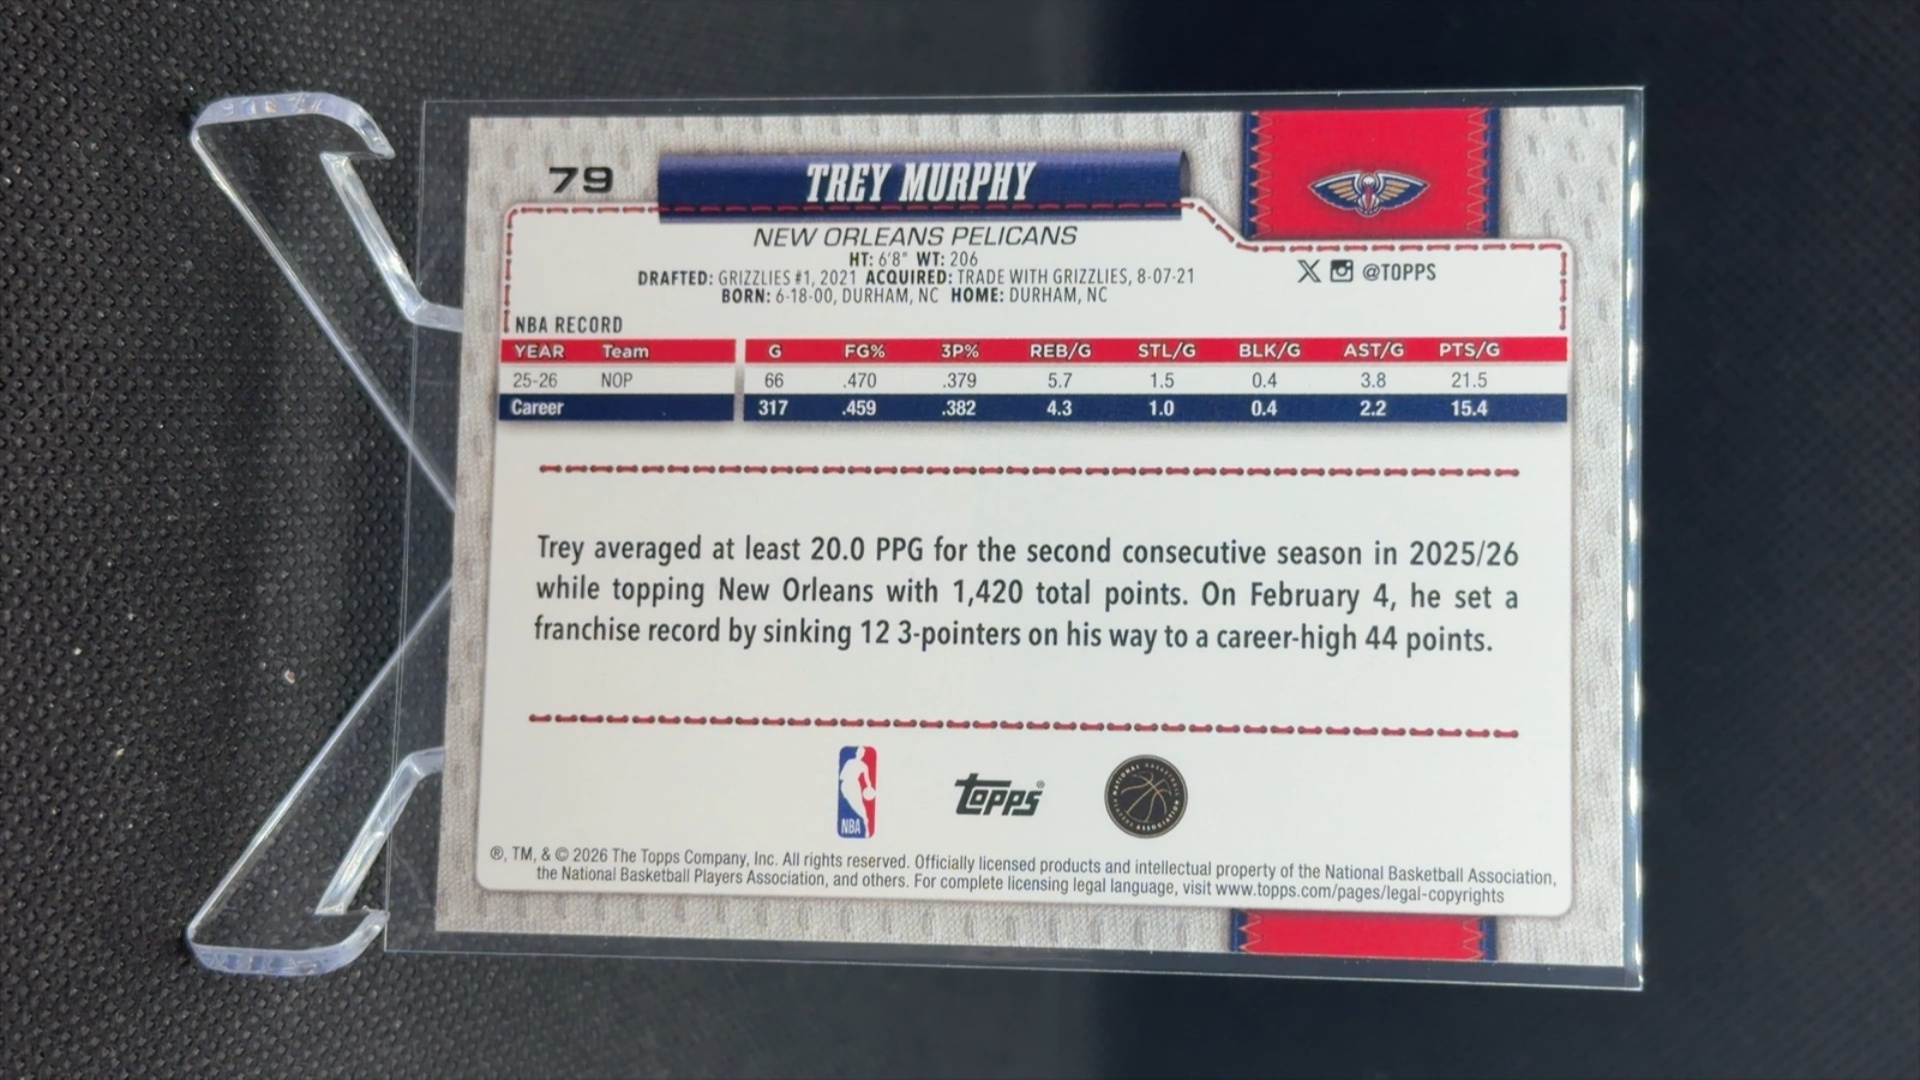 79
TREY MURPHY
NEW ORLEANS PELICANS
HT: 6'8" WT: 206
DRAFTED: GRIZZLIES #1, 2021 ACQUIRED: TRADE WITH GRIZZLIES, 8-07-21
BORN: 6-18-00, DURHAM, NC HOME: DURHAM, NC
X @TOPPS
NBA RECORD
YEAR Team G FG% 3P% REB/G STL/G BLK/G AST/G PTS/G
25-26 NOP 66 .470 .379 5.7 1.5 0.4 3.8 21.5
Career 317 .459 .382 4.3 1.0 0.4 2.2 15.4
Trey averaged at least 20.0 PPG for the second consecutive season in 2025/26
while topping New Orleans with 1,420 total points. On February 4, he set a
franchise record by sinking 12 3-pointers on his way to a career-high 44 points.
NBA
Topps®
NATIONAL BASKETBALL PLAYERS ASSOCIATION
®, TM, & © 2026 The Topps Company, Inc. All rights reserved. Officially licensed products and intellectual property of the National Basketball Association,
the National Basketball Players Association, and others. For complete licensing legal language, visit www.topps.com/pages/legal-copyrights